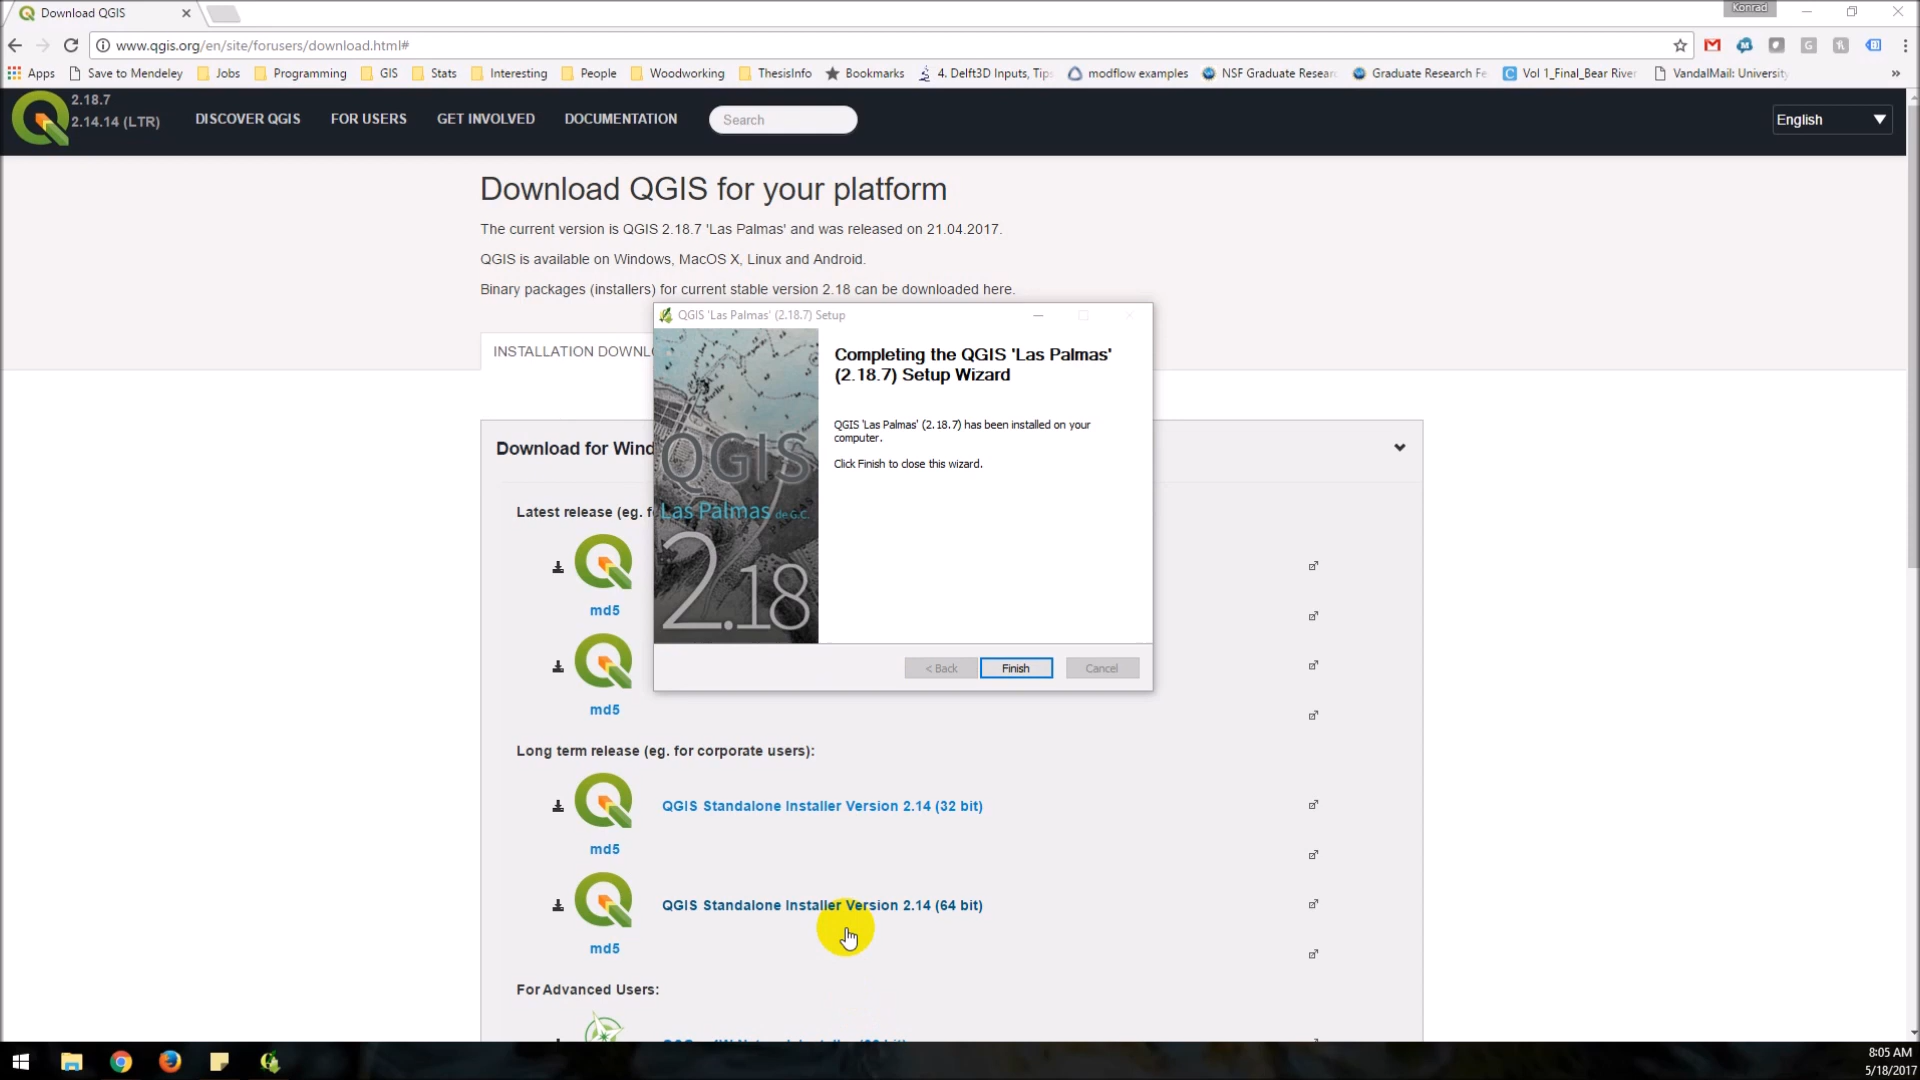 Download QGIS
Konrad
www.qgis.org/en/site/forusers/download.html#
Apps
Save to Mendeley
Jobs
Programming
GIS
Stats
Interesting
People
Woodworking
ThesisInfo
Bookmarks
4. Delft3D Inputs, Tips
modflow examples
NSF Graduate Resear
Graduate Research Fe
Vol 1_Final_Bear River
VandalMail: University
»
2.18.7
2.14.14 (LTR)
DISCOVER QGIS
FOR USERS
GET INVOLVED
DOCUMENTATION
Search
English
Download QGIS for your platform
The current version is QGIS 2.18.7 'Las Palmas' and was released on 21.04.2017.
QGIS is available on Windows, MacOS X, Linux and Android.
Binary packages (installers) for current stable version 2.18 can be downloaded here.
INSTALLATION DOWNLO
QGIS 'Las Palmas' (2.18.7) Setup
Completing the QGIS 'Las Palmas'
(2.18.7) Setup Wizard
QGIS 'Las Palmas' (2.18.7) has been installed on your
computer.
Click Finish to close this wizard.
QGIS
Las Palmas de G.C.
2.18
< Back
Finish
Cancel
Download for Wind
Latest release (eg. fo
md5
md5
Long term release (eg. for corporate users):
QGIS Standalone Installer Version 2.14 (32 bit)
md5
QGIS Standalone Installer Version 2.14 (64 bit)
md5
For Advanced Users:
8:05 AM
5/18/2017